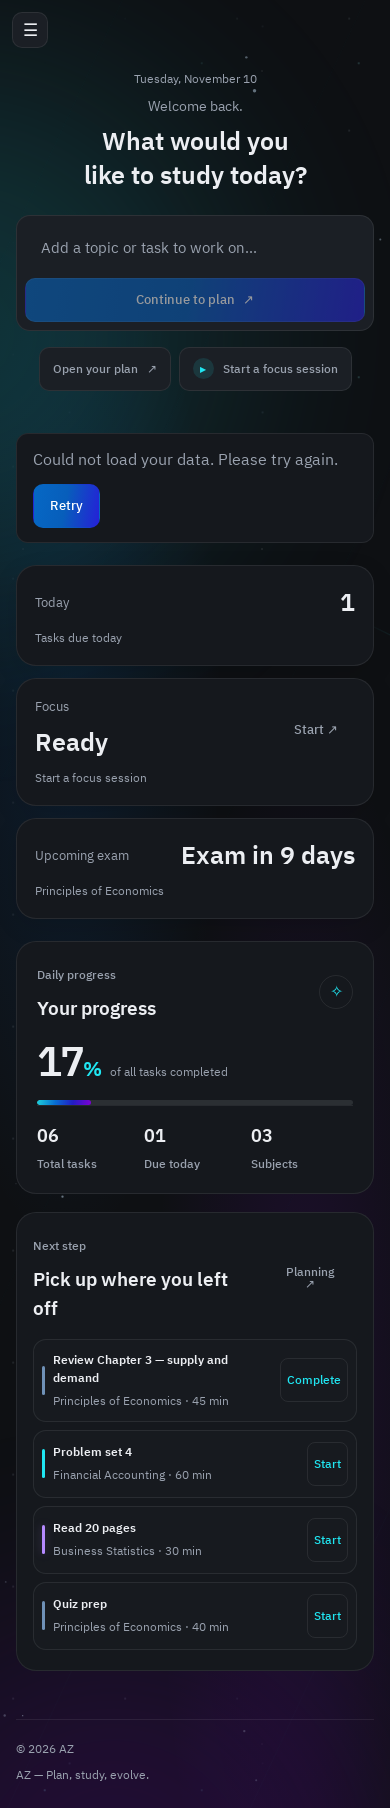 ☰
Tuesday, November 10
Welcome back.
What would you
like to study today?
Add a topic or task to work on...
Continue to plan ↗
Open your plan ↗
▶ Start a focus session
Could not load your data. Please try again.
Retry
Today
1
Tasks due today
Focus
Ready
Start ↗
Start a focus session
Upcoming exam
Exam in 9 days
Principles of Economics
Daily progress
Your progress
17% of all tasks completed
06 01 03
Total tasks Due today Subjects
Next step
Pick up where you left
off
Planning
↗
Review Chapter 3 — supply and
demand
Principles of Economics · 45 min
Complete
Problem set 4
Financial Accounting · 60 min
Start
Read 20 pages
Business Statistics · 30 min
Start
Quiz prep
Principles of Economics · 40 min
Start
© 2026 AZ
AZ — Plan, study, evolve.